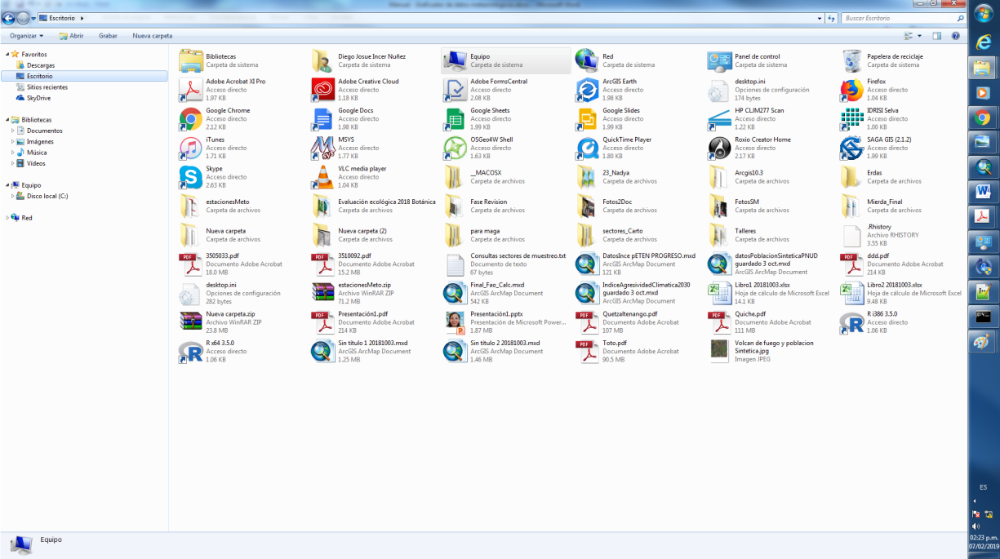 Escritorio
Buscar Escritorio
Organizar
Abrir
Grabar
Nueva carpeta
Favoritos
Descargas
Escritorio
Sitios recientes
SkyDrive
Bibliotecas
Documentos
Imágenes
Música
Vídeos
Equipo
Disco local (C:)
Red
Bibliotecas
Carpeta de sistema
Diego Josue Incer Nuñez
Carpeta de sistema
Equipo
Carpeta de sistema
Red
Carpeta de sistema
Panel de control
Carpeta de sistema
Papelera de reciclaje
Carpeta de sistema
Adobe Acrobat XI Pro
Acceso directo
1.97 KB
Adobe Creative Cloud
Acceso directo
1.18 KB
Adobe FormsCentral
Acceso directo
2.08 KB
ArcGIS Earth
Acceso directo
1.98 KB
desktop.ini
Opciones de configuración
174 bytes
Firefox
Acceso directo
1.04 KB
Google Chrome
Acceso directo
2.12 KB
Google Docs
Acceso directo
1.98 KB
Google Sheets
Acceso directo
1.99 KB
Google Slides
Acceso directo
1.99 KB
HP CLJM277 Scan
Acceso directo
1.22 KB
IDRISI Selva
Acceso directo
1.00 KB
iTunes
Acceso directo
1.71 KB
MSYS
Acceso directo
1.77 KB
OSGeo4W Shell
Acceso directo
1.63 KB
QuickTime Player
Acceso directo
1.80 KB
Roxio Creator Home
Acceso directo
2.17 KB
SAGA GIS (2.1.2)
Acceso directo
1.99 KB
Skype
Acceso directo
2.63 KB
VLC media player
Acceso directo
1.04 KB
__MACOSX
Carpeta de archivos
23_Nadya
Carpeta de archivos
Arcgis10.3
Carpeta de archivos
Erdas
Carpeta de archivos
estacionesMeto
Carpeta de archivos
Evaluación ecológica 2018 Botánica
Carpeta de archivos
Fase Revision
Carpeta de archivos
Fotos2Doc
Carpeta de archivos
FotosSM
Carpeta de archivos
Mierda_Final
Carpeta de archivos
Nueva carpeta
Carpeta de archivos
Nueva carpeta (2)
Carpeta de archivos
para maga
Carpeta de archivos
sectores_Carto
Carpeta de archivos
Talleres
Carpeta de archivos
.Rhistory
Archivo RHISTORY
3.55 KB
3505033.pdf
Documento Adobe Acrobat
18.0 MB
3510092.pdf
Documento Adobe Acrobat
15.2 MB
Consultas sectores de muestreo.txt
Documento de texto
67 bytes
DatosInce pETEN PROGRESO.mxd
ArcGIS ArcMap Document
121 KB
datosPoblacionSinteticaPNUD
guardado 3 oct.mxd
ArcGIS ArcMap Document
ddd.pdf
Documento Adobe Acrobat
214 KB
desktop.ini
Opciones de configuración
282 bytes
estacionesMeto.zip
Archivo WinRAR ZIP
71.2 MB
Final_Fao_Calc.mxd
ArcGIS ArcMap Document
542 KB
IndiceAgresividadClimatica2030
guardado 3 oct.mxd
ArcGIS ArcMap Document
Libro1 20181003.xlsx
Hoja de cálculo de Microsoft Excel
14.1 KB
Libro2 20181003.xlsx
Hoja de cálculo de Microsoft Excel
9.48 KB
Nueva carpeta.zip
Archivo WinRAR ZIP
23.8 MB
Presentación1.pdf
Documento Adobe Acrobat
214 KB
Presentación1.pptx
Presentación de Microsoft Power...
1.87 MB
Quetzaltenango.pdf
Documento Adobe Acrobat
107 MB
Quiche.pdf
Documento Adobe Acrobat
111 MB
R i386 3.5.0
Acceso directo
1.06 KB
R x64 3.5.0
Acceso directo
1.06 KB
Sin título 1 20181003.mxd
ArcGIS ArcMap Document
1.25 MB
Sin título 2 20181003.mxd
ArcGIS ArcMap Document
1.46 MB
Toto.pdf
Documento Adobe Acrobat
90.5 MB
Volcan de fuego y poblacion
Sintetica.jpg
Imagen JPEG
Equipo
ES
02:23 p.m.
07/02/2019